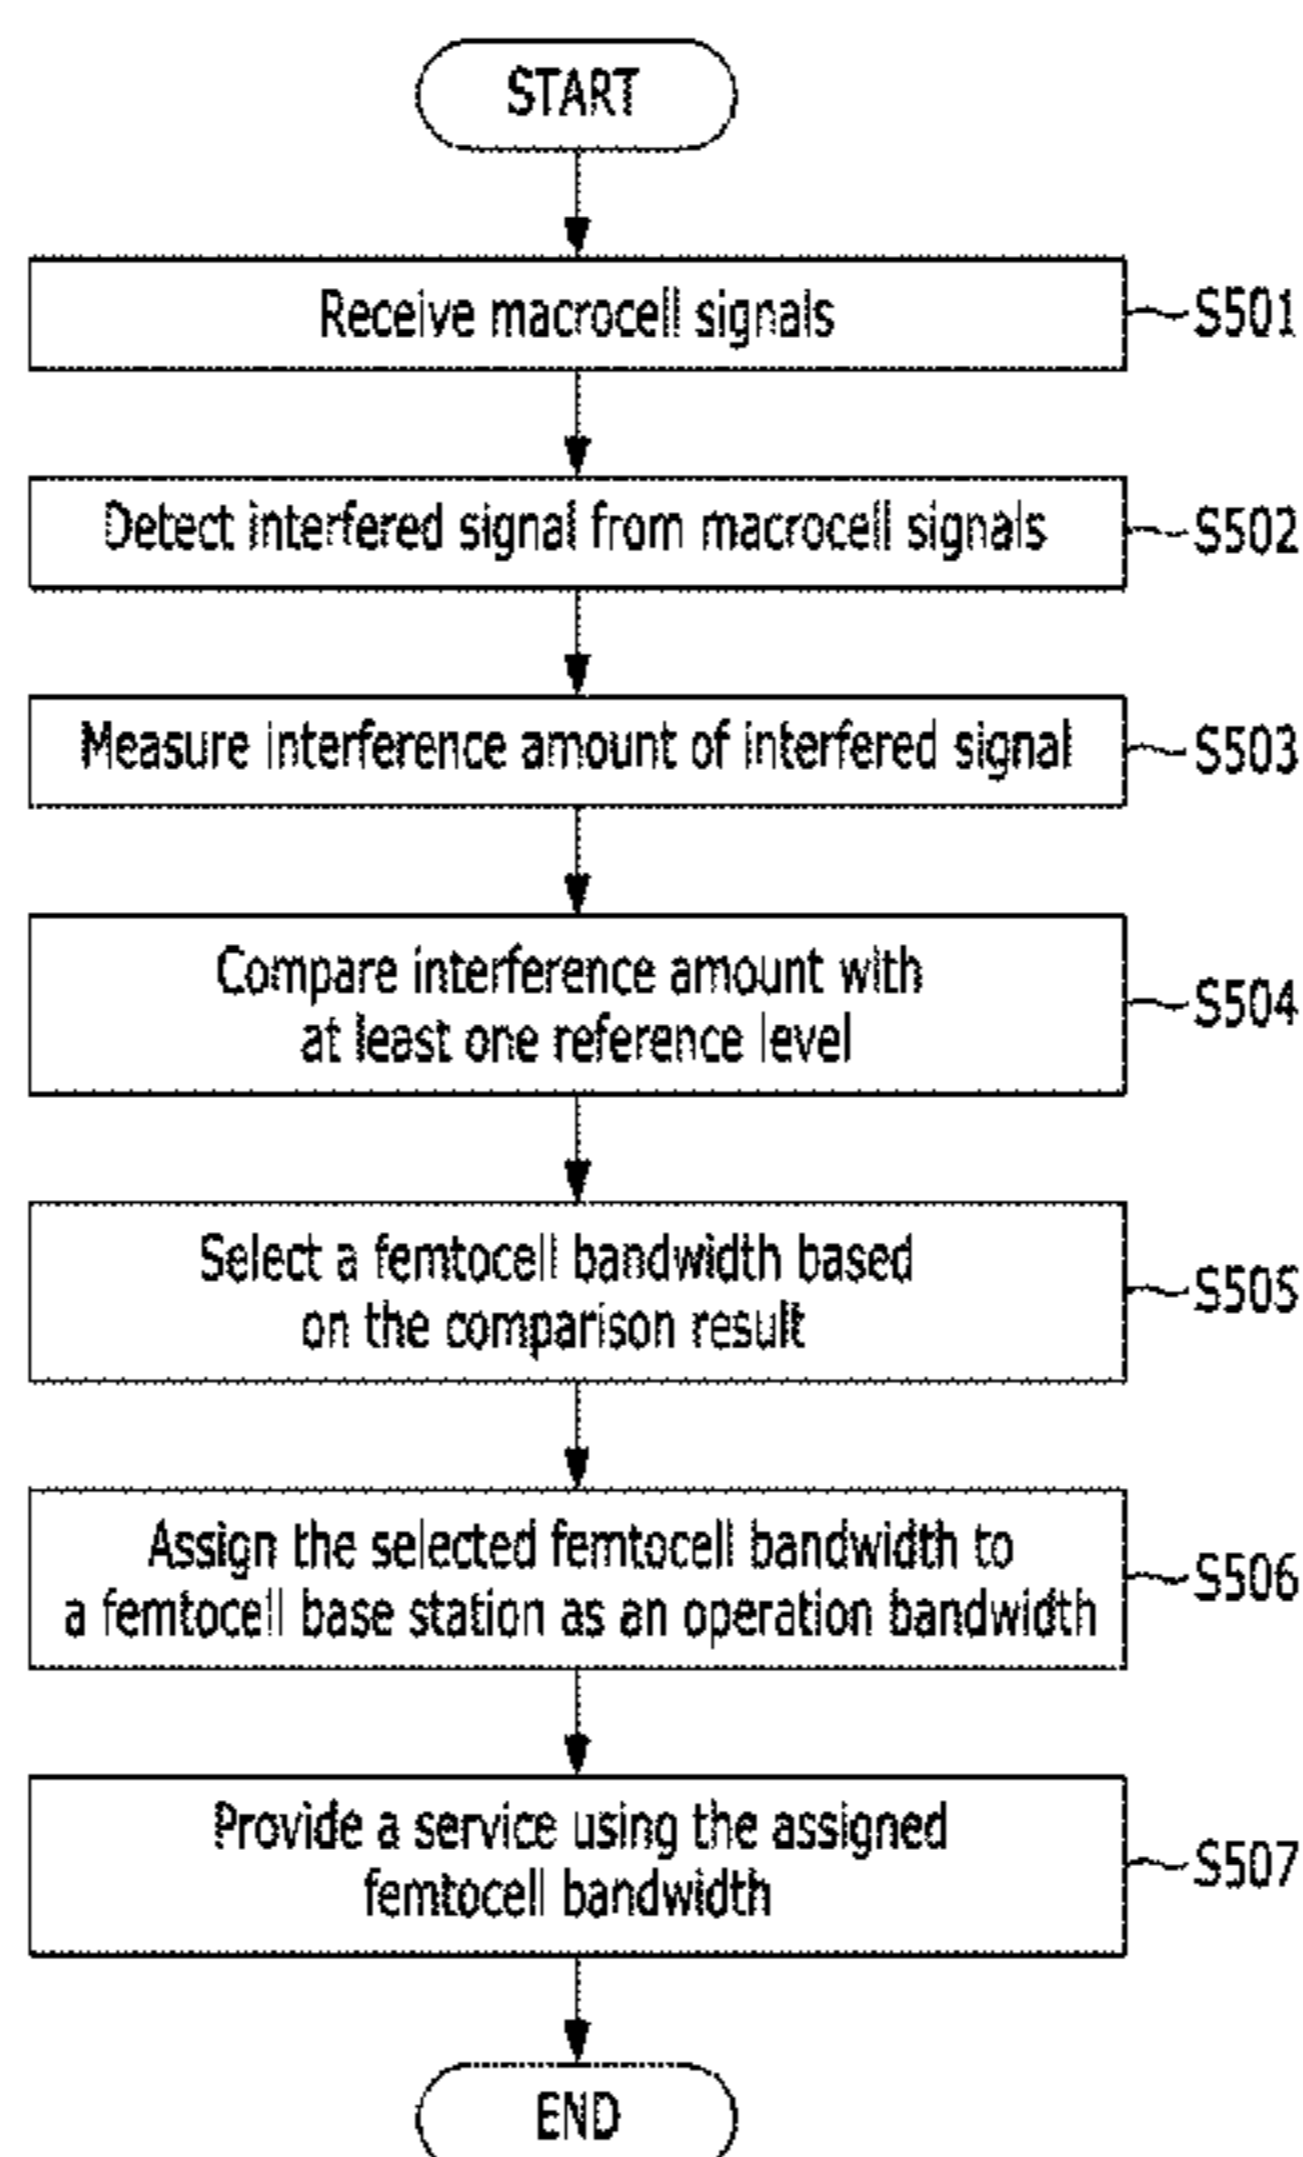 START
Receive macrocell signals
S501
Detect interfered signal from macrocell signals
S502
Measure interference amount of interfered signal
S503
Compare interference amount with
at least one reference level
S504
Select a femtocell bandwidth based
on the comparison result
S505
Assign the selected femtocell bandwidth to
a femtocell base station as an operation bandwidth
S506
Provide a service using the assigned
femtocell bandwidth
S507
END